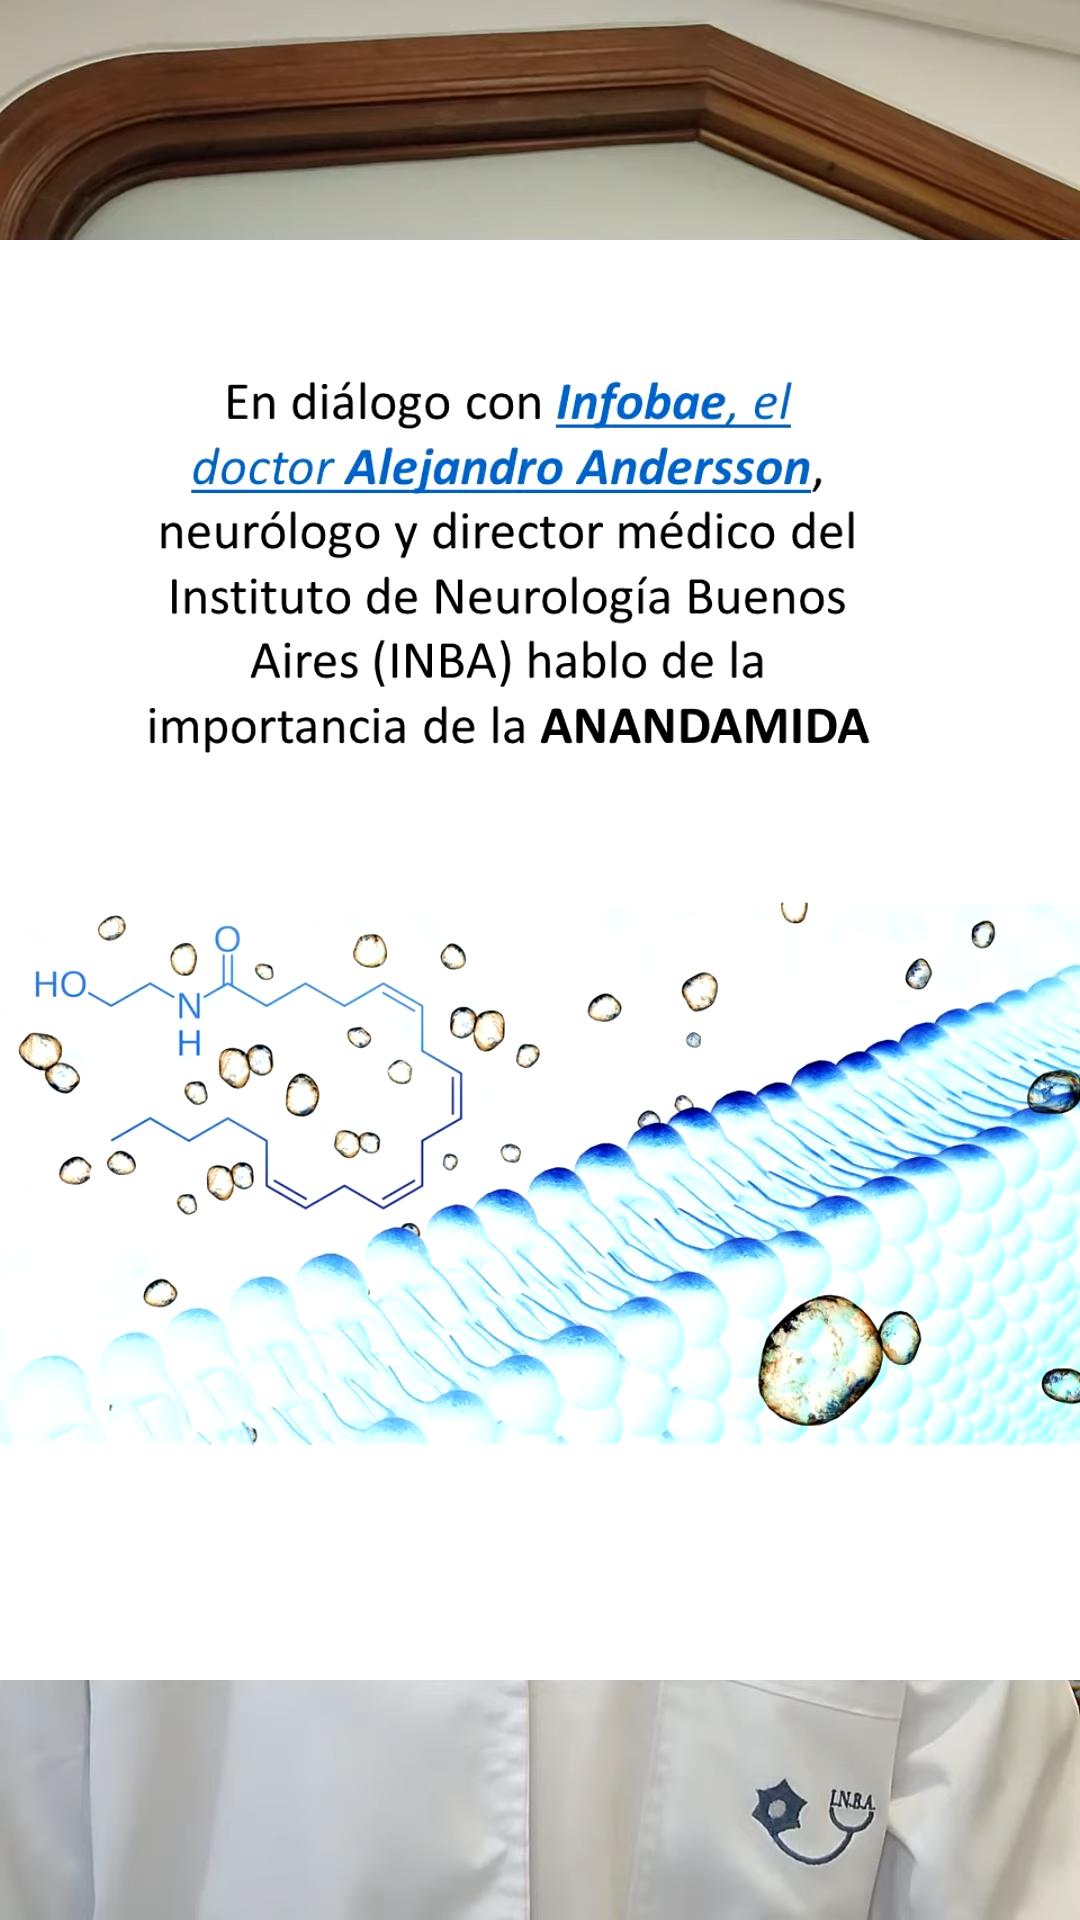 En diálogo con Infobae, el
doctor Alejandro Andersson,
neurólogo y director médico del
Instituto de Neurología Buenos
Aires (INBA) hablo de la
importancia de la ANANDAMIDA
O
HO
N
H
I.N.B.A.